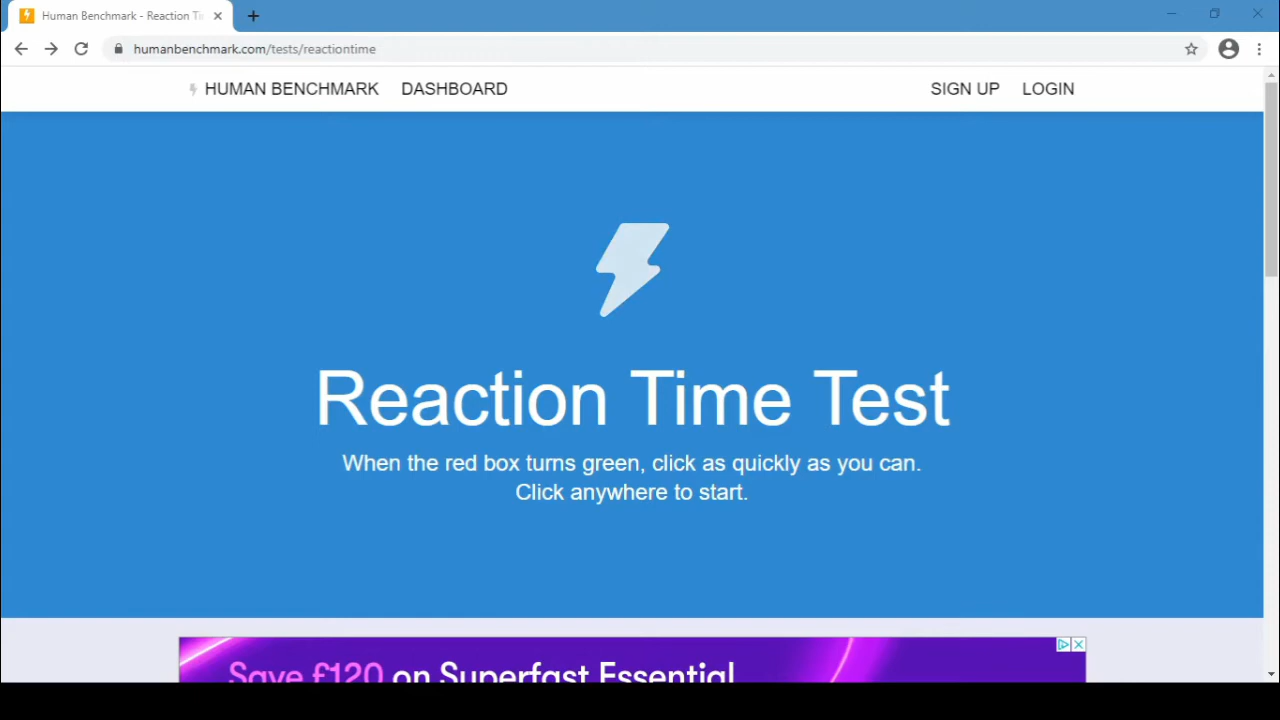 Human Benchmark - Reaction Ti
humanbenchmark.com/tests/reactiontime
HUMAN BENCHMARK DASHBOARD SIGN UP LOGIN
Reaction Time Test
When the red box turns green, click as quickly as you can.
Click anywhere to start.
Save £120 on Superfast Essential